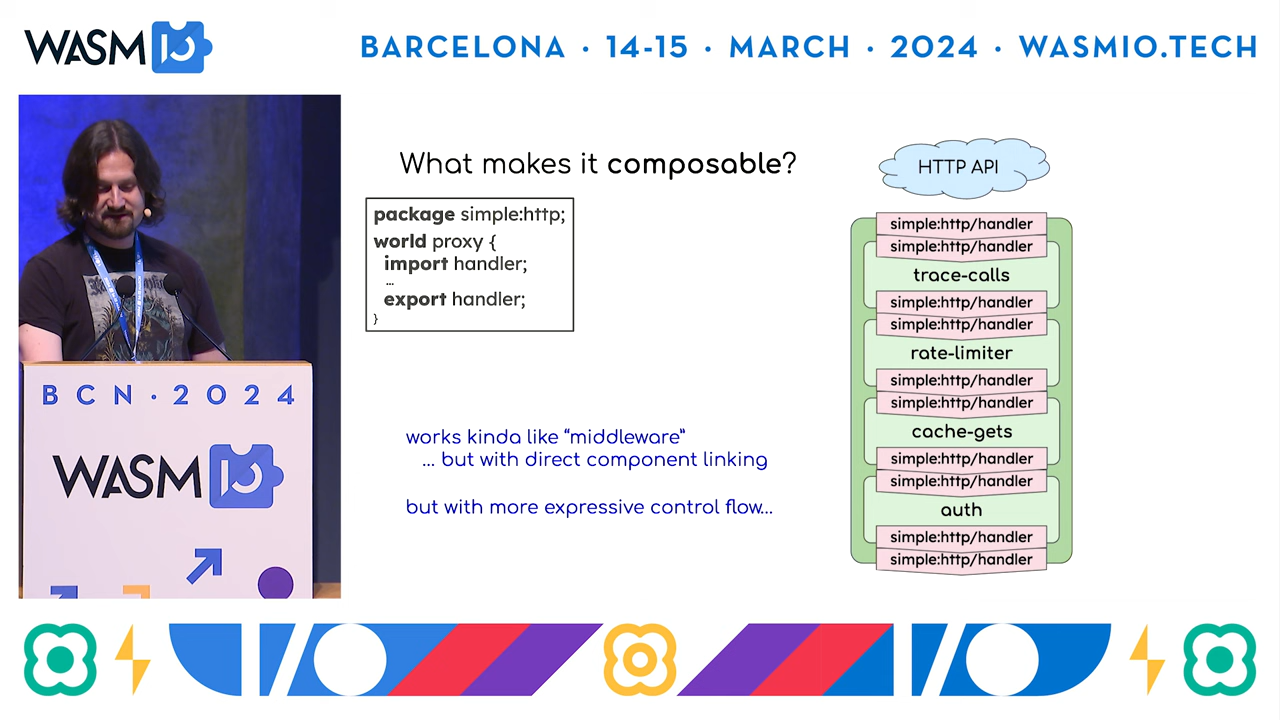 WASM IO
BARCELONA · 14-15 · MARCH · 2024 · WASMIO.TECH
BCN·2024
WASM IO
What makes it composable?
package simple:http;
world proxy {
import handler;
...
export handler;
}
works kinda like “middleware”
... but with direct component linking
but with more expressive control flow...
HTTP API
simple:http/handler
simple:http/handler
trace-calls
simple:http/handler
simple:http/handler
rate-limiter
simple:http/handler
simple:http/handler
cache-gets
simple:http/handler
simple:http/handler
auth
simple:http/handler
simple:http/handler